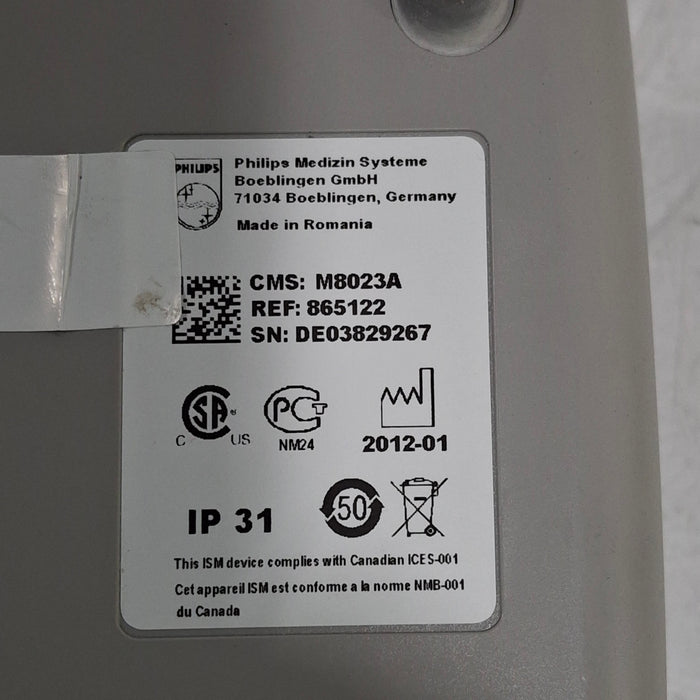 PHILIPS
Philips Medizin Systeme
Boeblingen GmbH
71034 Boeblingen, Germany
Made in Romania
CMS: M8023A
REF: 865122
SN: DE03829267
SA
C US
PCT
NM24
2012-01
IP 31
50
This ISM device complies with Canadian ICES-001
Cet appareil ISM est conforme a la norme NMB-001
du Canada